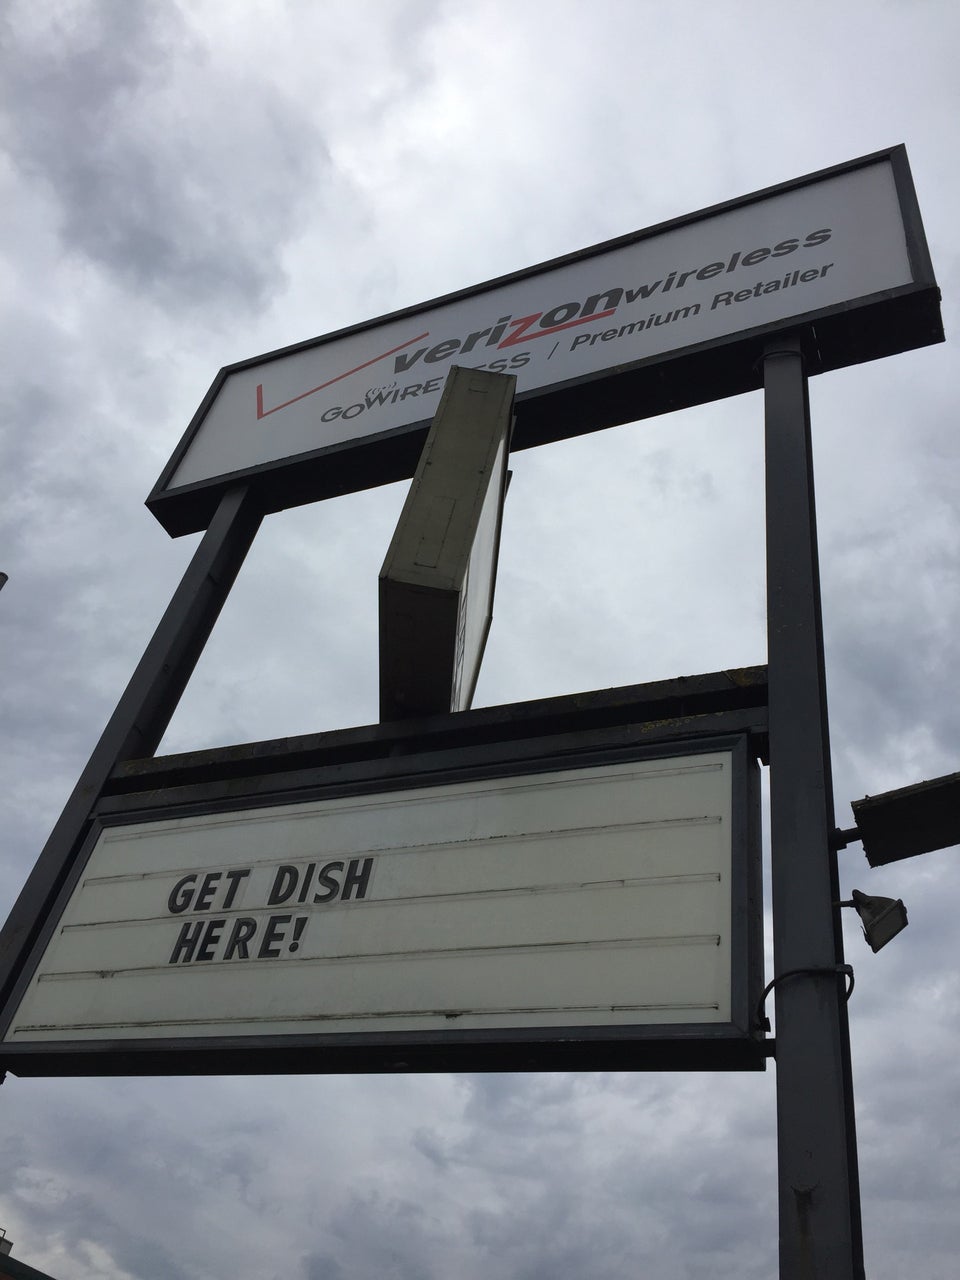 verizonwireless
GOWIRELESS / Premium Retailer
GET DISH
HERE!